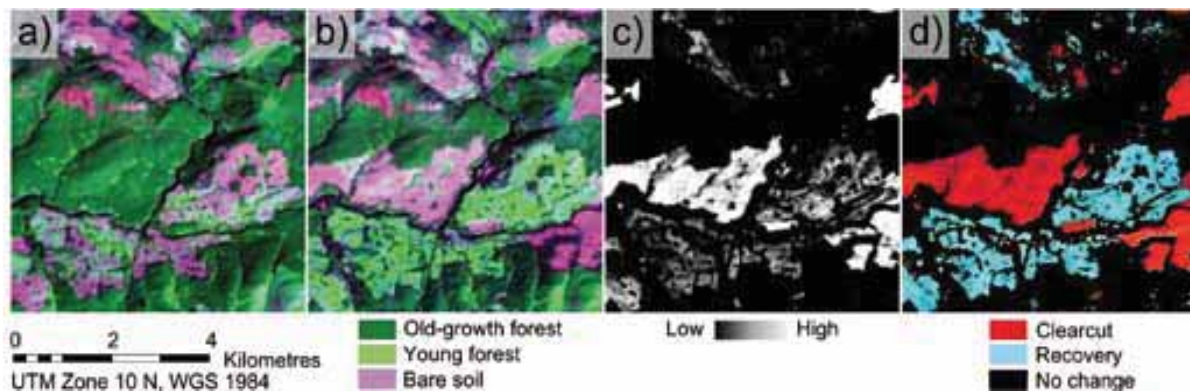 a) b) c) d)
Old-growth forest Low High Clearcut
0 2 4 Kilometres Young forest Recovery
UTM Zone 10 N, WGS 1984 Bare soil No change